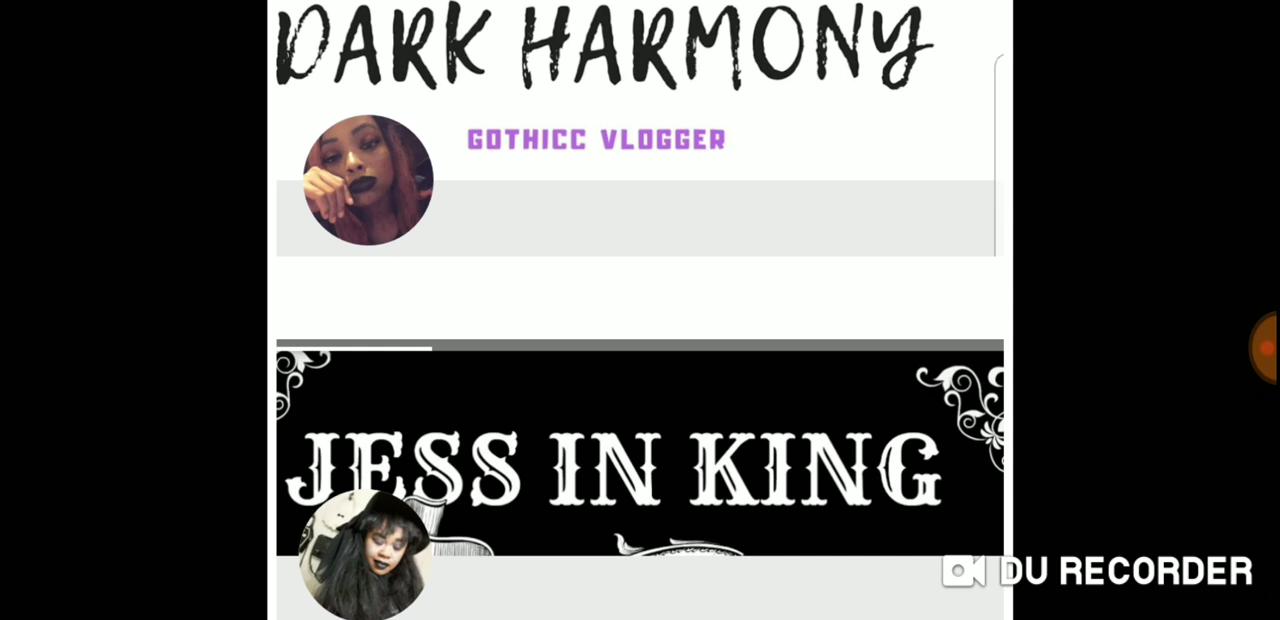 DARK HARMONY
GOTHICC VLOGGER
JESS IN KING
DU RECORDER